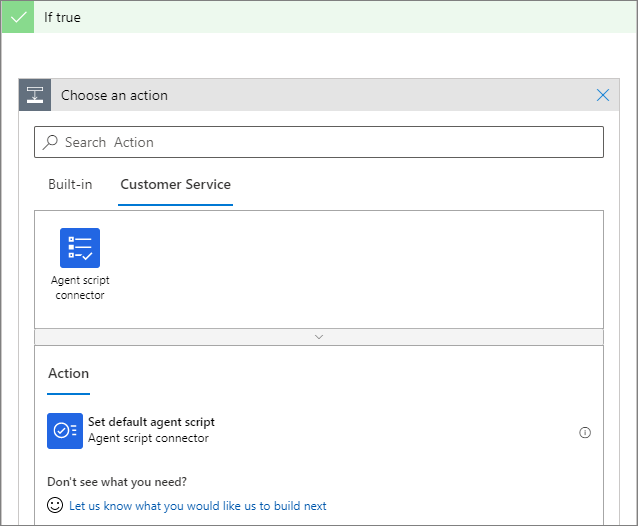 If true
Choose an action
Search Action
Built-in
Customer Service
Agent script
connector
Action
Set default agent script
Agent script connector
Don't see what you need?
Let us know what you would like us to build next